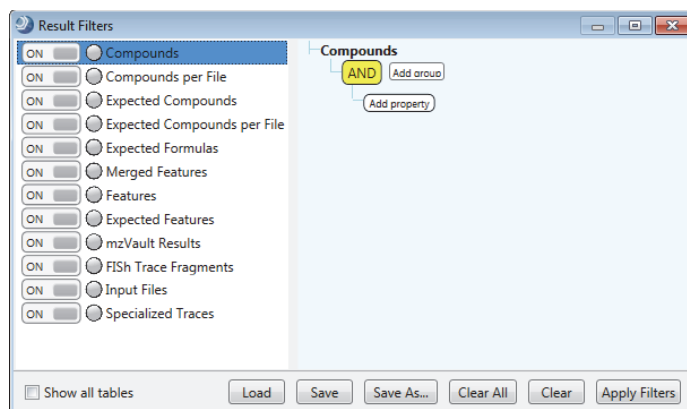 Result Filters
ON Compounds
ON Compounds per File
ON Expected Compounds
ON Expected Compounds per File
ON Expected Formulas
ON Merged Features
ON Features
ON Expected Features
ON mzVault Results
ON FISh Trace Fragments
ON Input Files
ON Specialized Traces
Compounds
AND Add group
Add property
Show all tables Load Save Save As... Clear All Clear Apply Filters